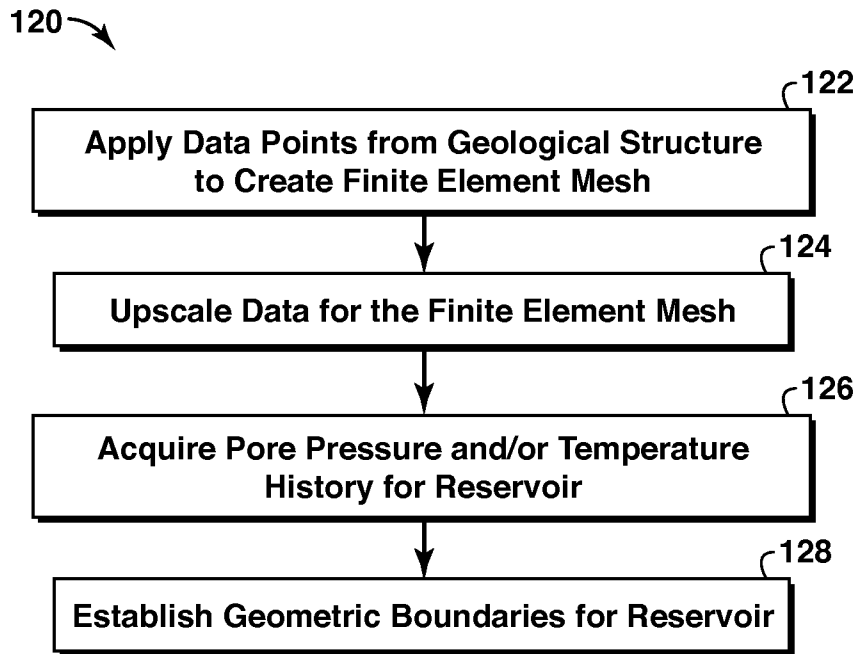 120
122
Apply Data Points from Geological Structure
to Create Finite Element Mesh
124
Upscale Data for the Finite Element Mesh
126
Acquire Pore Pressure and/or Temperature
History for Reservoir
128
Establish Geometric Boundaries for Reservoir